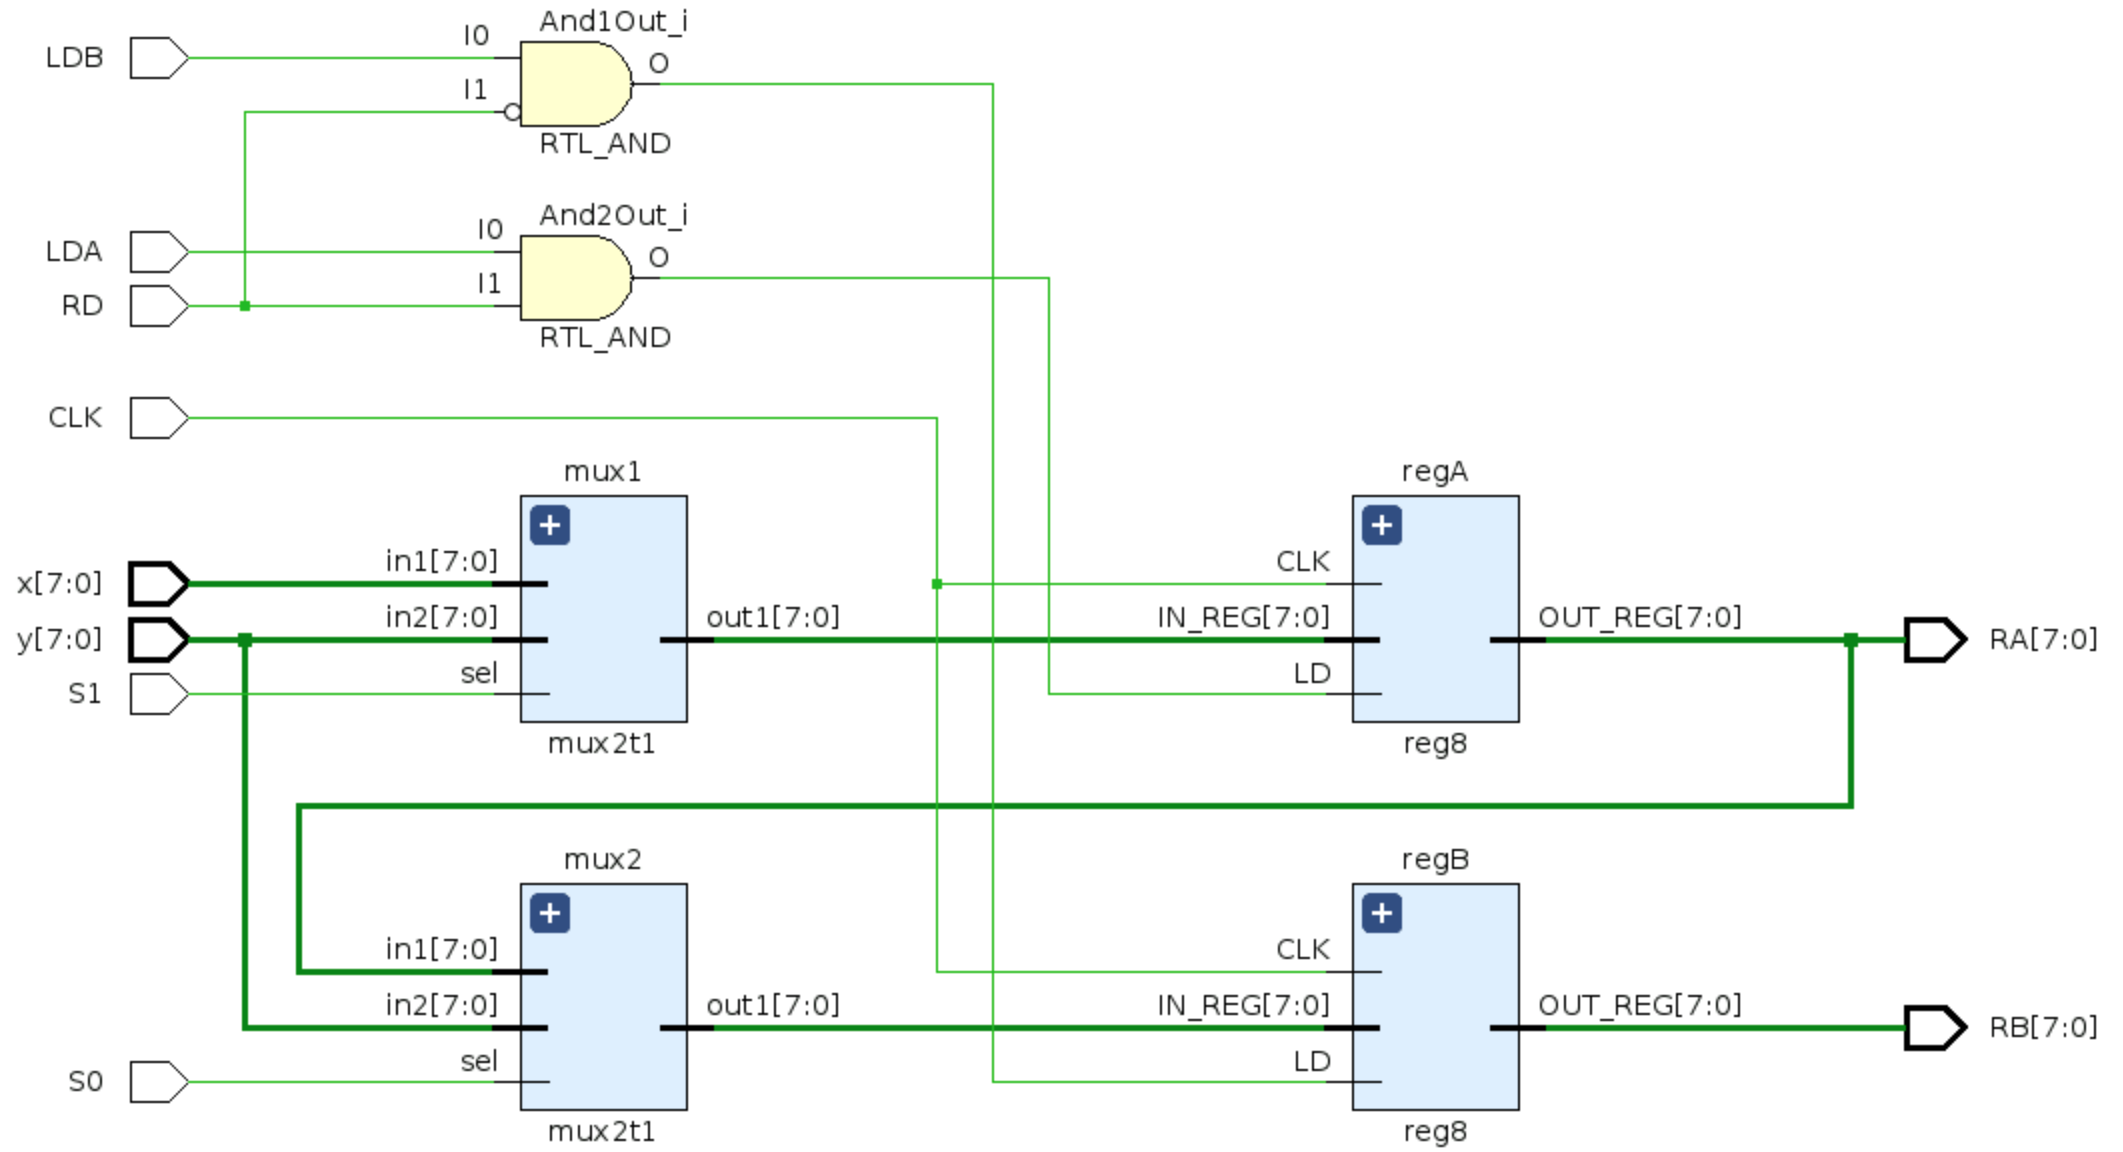 And1Out_i
I0
LDB
O
I1
RTL_AND
And2Out_i
I0
LDA
O
I1
RD
RTL_AND
CLK
mux1
regA
in1[7:0]
CLK
x[7:0]
in2[7:0]
out1[7:0]
IN_REG[7:0]
OUT_REG[7:0]
y[7:0]
RA[7:0]
sel
LD
S1
mux2t1
reg8
mux2
regB
in1[7:0]
CLK
in2[7:0]
out1[7:0]
IN_REG[7:0]
OUT_REG[7:0]
RB[7:0]
sel
LD
S0
mux2t1
reg8